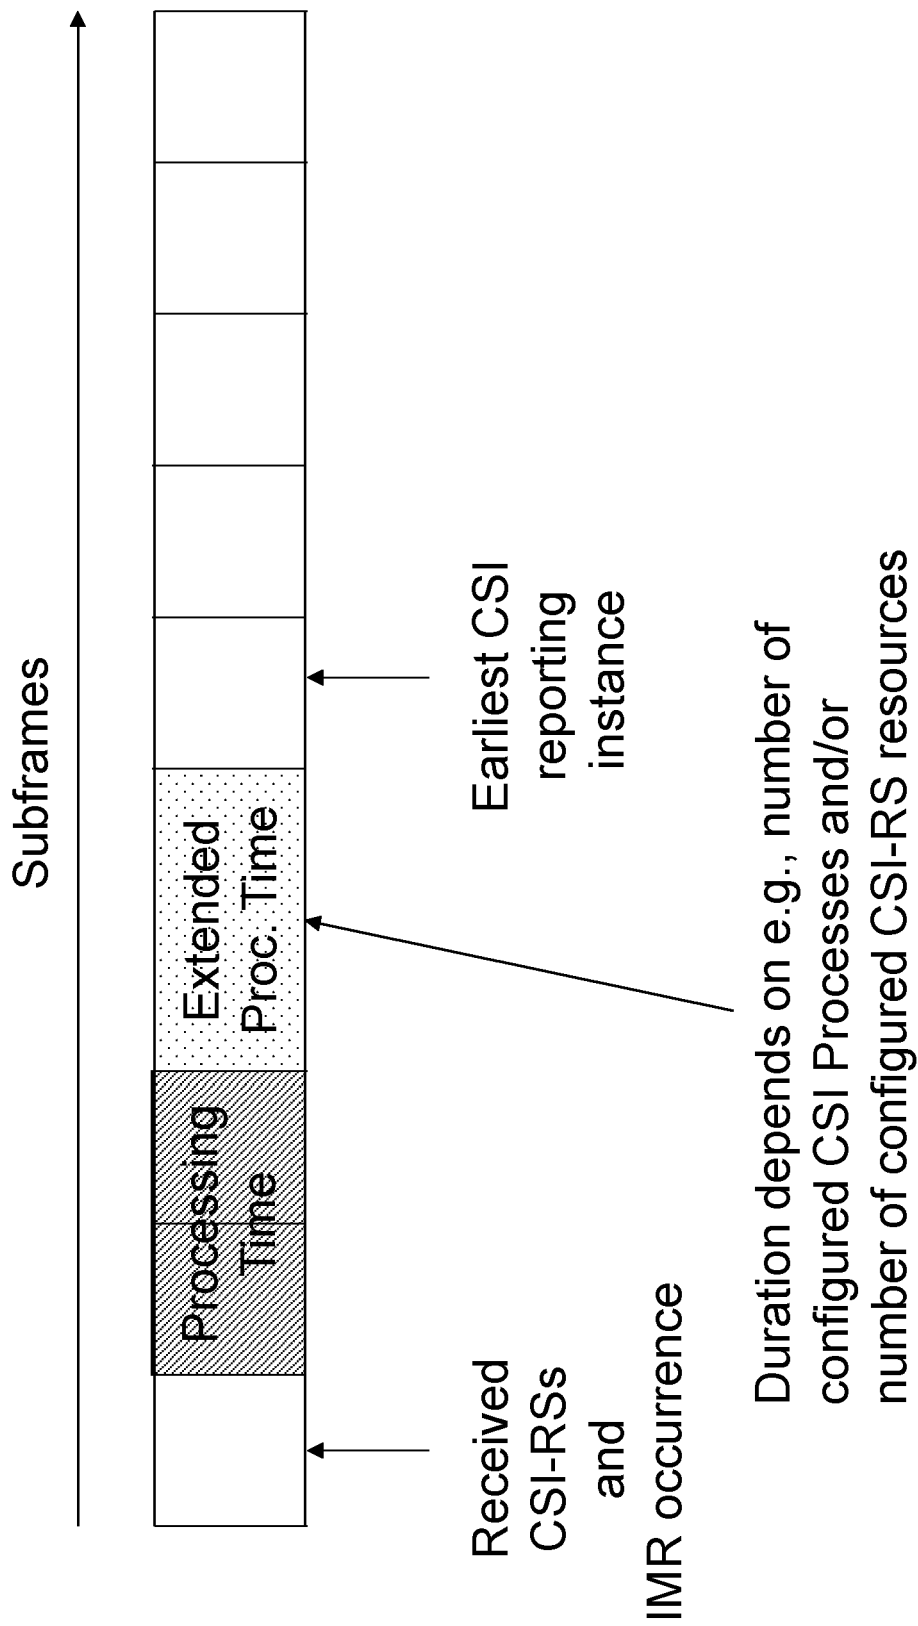 Subframes
Processing
Time
Extended
Proc. Time
Received
CSI-RSs
and
IMR occurrence
Earliest CSI
reporting
instance
Duration depends on e.g., number of
configured CSI Processes and/or
number of configured CSI-RS resources